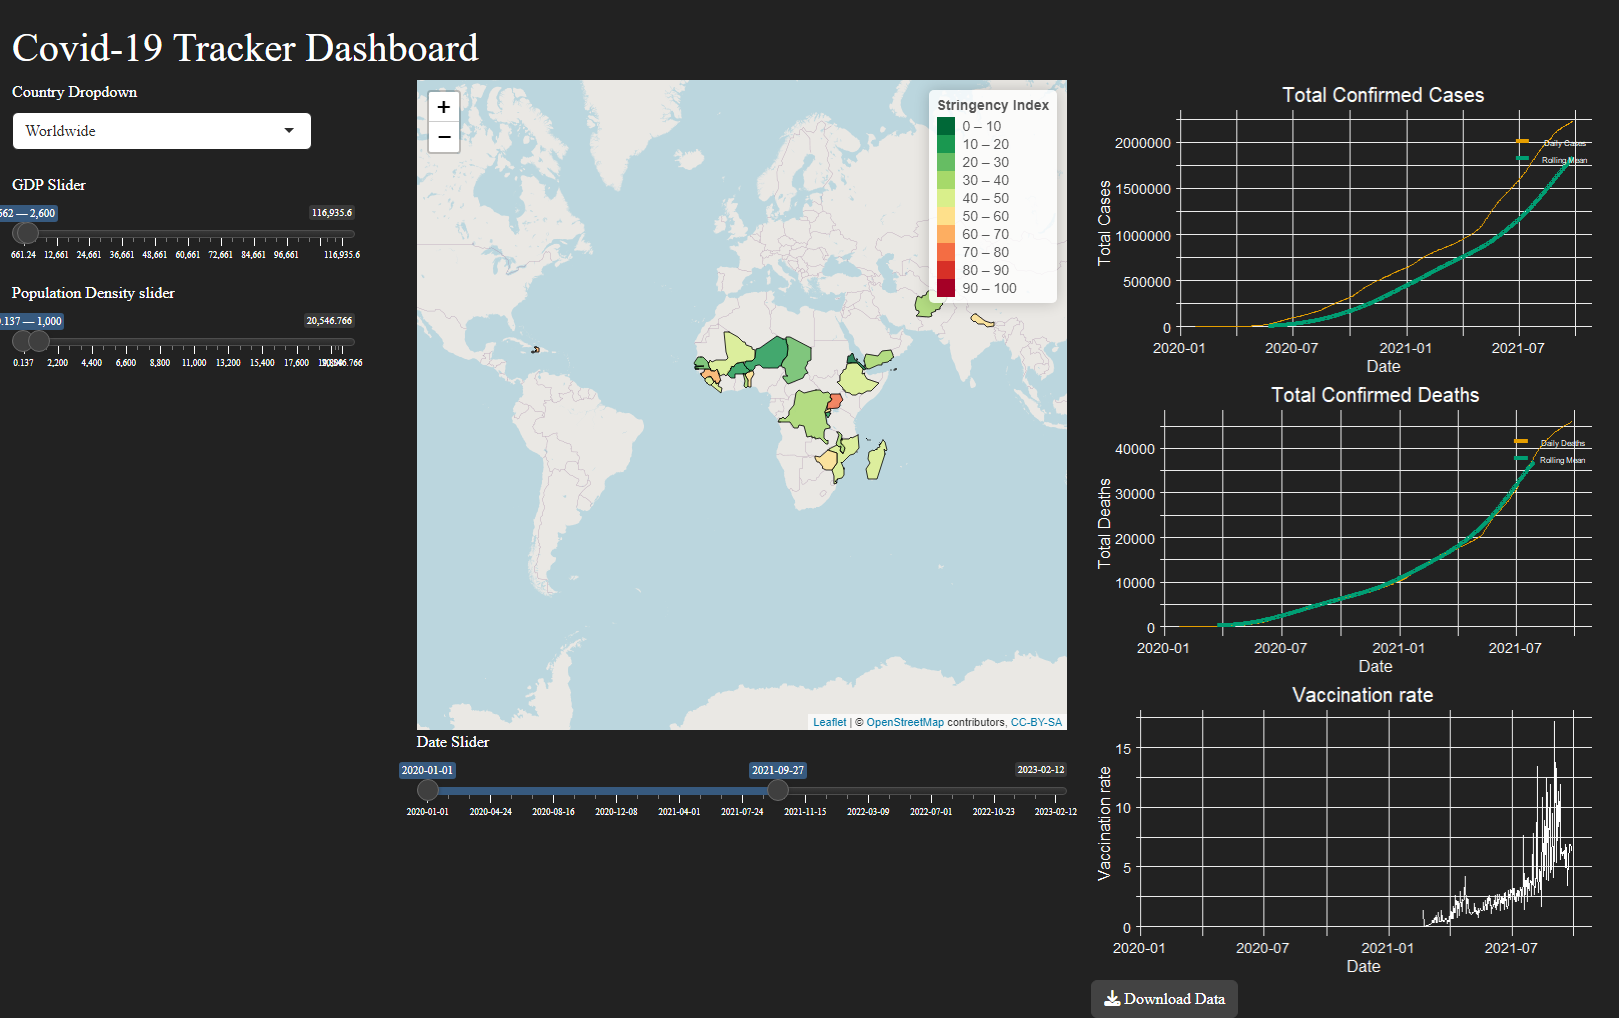 Covid-19 Tracker Dashboard
Country Dropdown
Worldwide
GDP Slider
562 — 2,600
116,935.6
661.24 12,661 24,661 36,661 48,661 60,661 72,661 84,661 96,661 116,935.6
Population Density slider
.137 — 1,000
20,546.766
0.137 2,200 4,400 6,600 8,800 11,000 13,200 15,400 17,600
+
−
Stringency Index
0 – 10
10 – 20
20 – 30
30 – 40
40 – 50
50 – 60
60 – 70
70 – 80
80 – 90
90 – 100
Leaflet | © OpenStreetMap contributors, CC-BY-SA
Date Slider
2020-01-01 2021-09-27 2023-02-12
2020-01-01 2020-04-24 2020-08-16 2020-12-08 2021-04-01 2021-07-24 2021-11-15 2022-03-09 2022-07-01 2022-10-23 2023-02-12
Total Confirmed Cases
Total Cases
2000000
1500000
1000000
500000
0
Daily Cases
Rolling Mean
2020-01 2020-07 2021-01 2021-07
Date
Total Confirmed Deaths
Total Deaths
40000
30000
20000
10000
0
Daily Deaths
Rolling Mean
2020-01 2020-07 2021-01 2021-07
Date
Vaccination rate
Vaccination rate
15
10
5
0
2020-01 2020-07 2021-01 2021-07
Date
Download Data